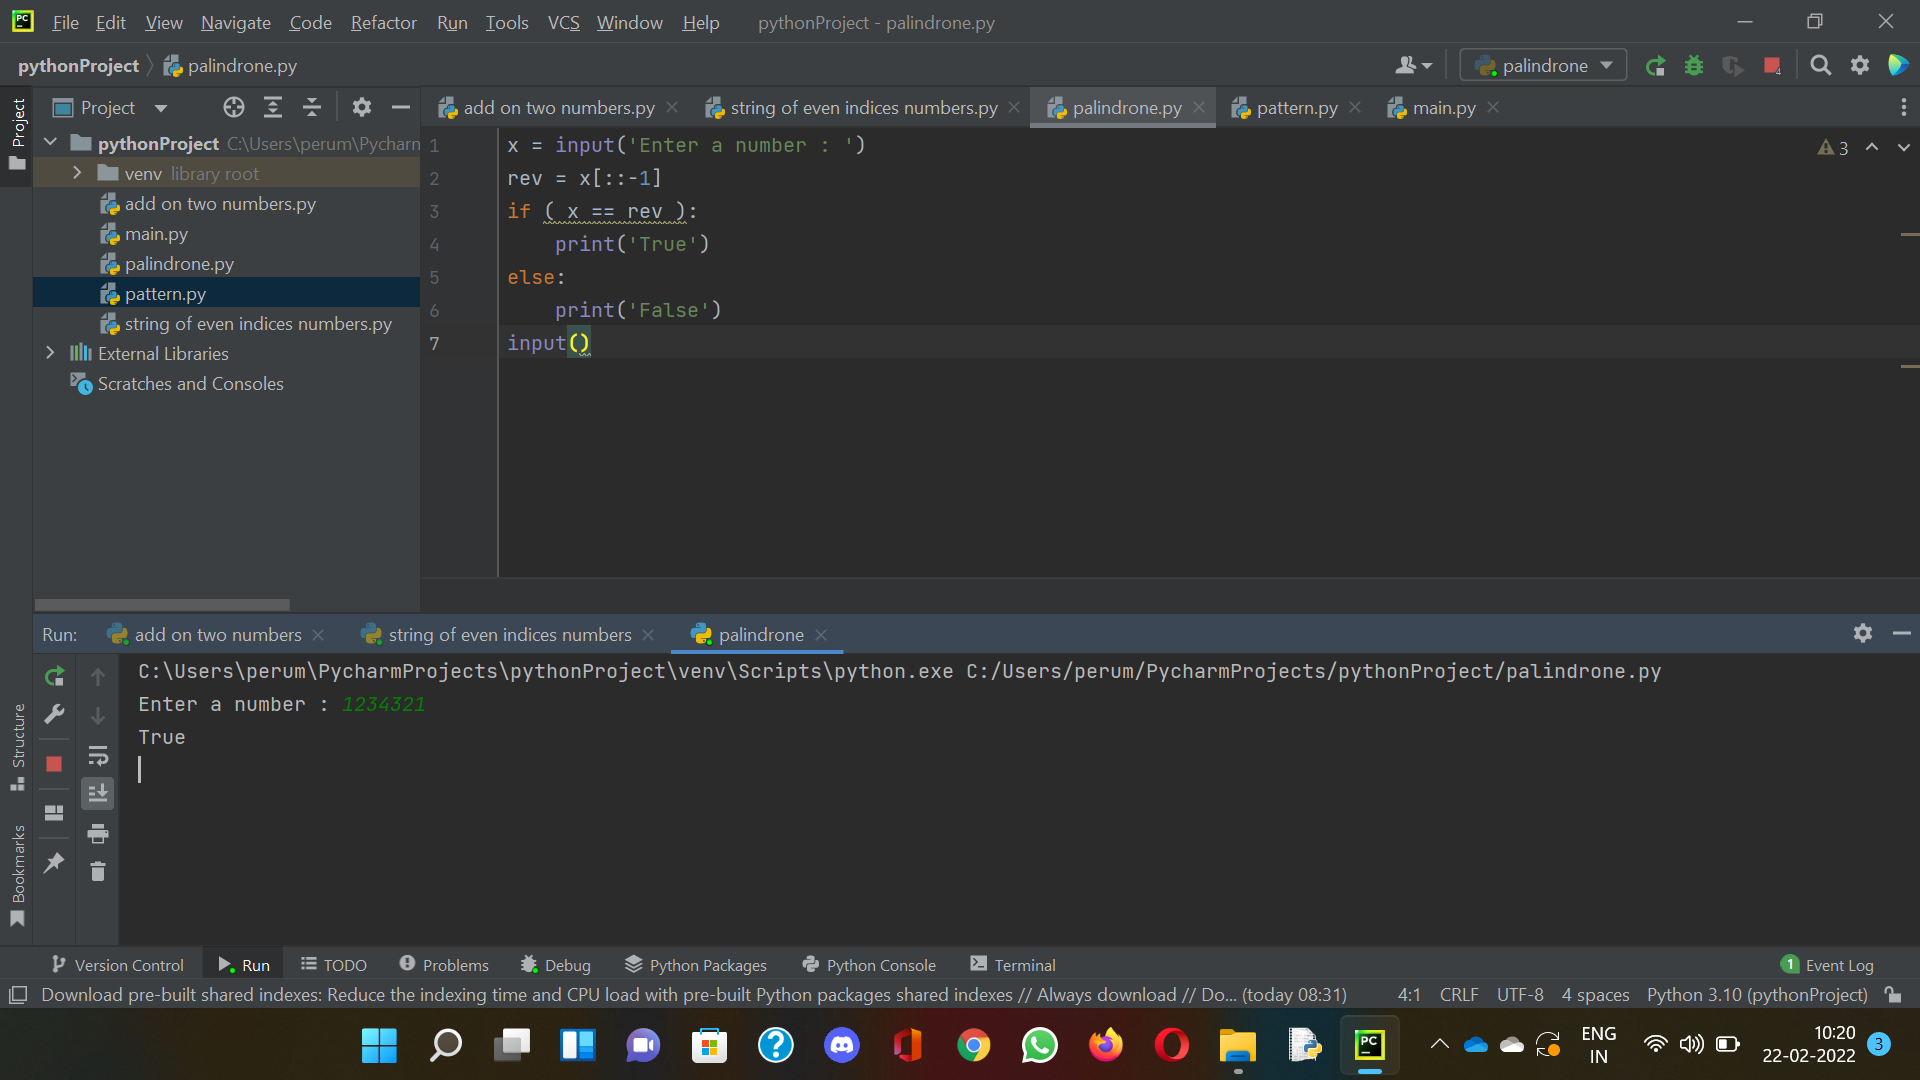 PC File Edit View Navigate Code Refactor Run Tools VCS Window Help pythonProject - palindrone.py
pythonProject palindrone.py palindrone 4
Project
Project
add on two numbers.py string of even indices numbers.py palindrone.py pattern.py main.py
pythonProject C:\Users\perum\Pycharn
venv library root
add on two numbers.py
main.py
palindrone.py
pattern.py
string of even indices numbers.py
External Libraries
Scratches and Consoles
1 x = input('Enter a number : ')
2 rev = x[::-1]
3 if ( x == rev ):
4     print('True')
5 else:
6     print('False')
7 input()
3
Run: add on two numbers string of even indices numbers palindrone
C:\Users\perum\PycharmProjects\pythonProject\venv\Scripts\python.exe C:/Users/perum/PycharmProjects/pythonProject/palindrone.py
Enter a number : 1234321
True
Structure
Bookmarks
Version Control Run TODO Problems Debug Python Packages Python Console Terminal 1 Event Log
Download pre-built shared indexes: Reduce the indexing time and CPU load with pre-built Python packages shared indexes // Always download // Do... (today 08:31) 4:1 CRLF UTF-8 4 spaces Python 3.10 (pythonProject)
PC
ENG
IN
10:20
22-02-2022
3